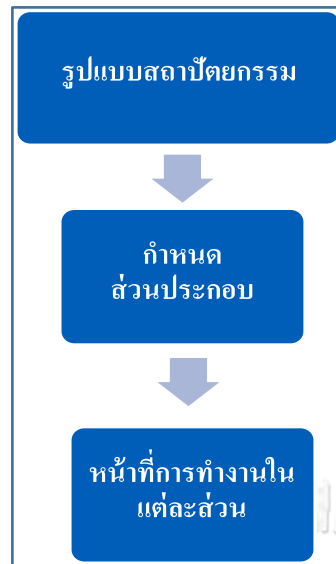 รูปแบบสถาปัตยกรรม
กำหนด
ส่วนประกอบ
หน้าที่การทำงานใน
แต่ละส่วน